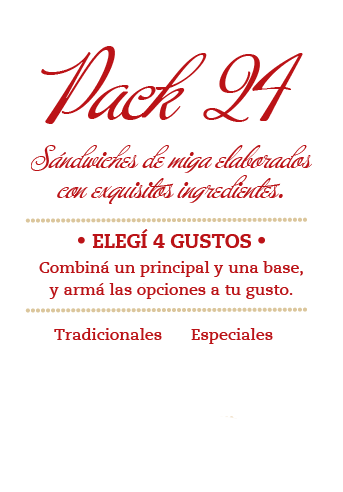 Pack 24
Sándwiches de miga elaborados
con exquisitos ingredientes.
• ELEGÍ 4 GUSTOS •
Combiná un principal y una base,
y armá las opciones a tu gusto.
Tradicionales Especiales